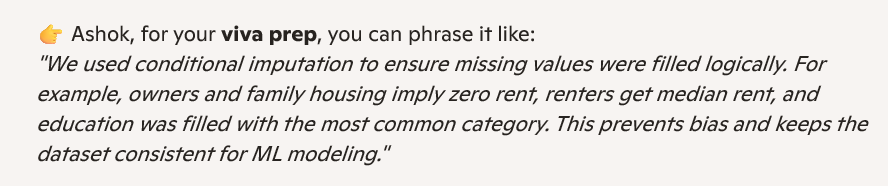 👉 Ashok, for your viva prep, you can phrase it like:
"We used conditional imputation to ensure missing values were filled logically. For
example, owners and family housing imply zero rent, renters get median rent, and
education was filled with the most common category. This prevents bias and keeps the
dataset consistent for ML modeling."